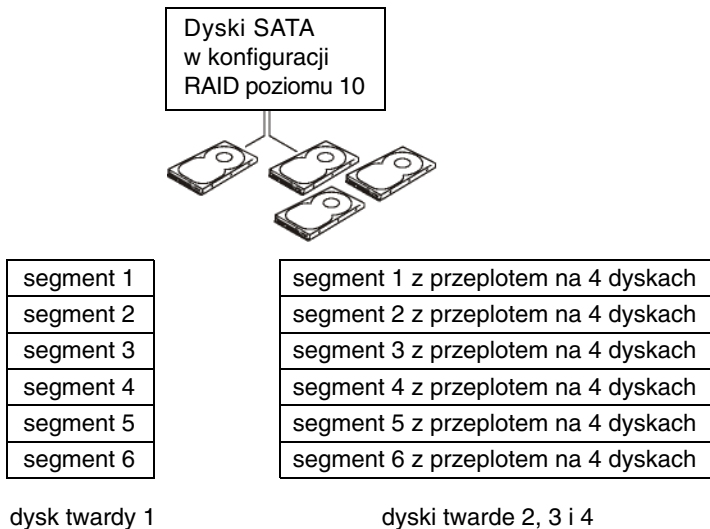 Dyski SATA
w konfiguracji
RAID poziomu 10
segment 1
segment 2
segment 3
segment 4
segment 5
segment 6
segment 1 z przeplotem na 4 dyskach
segment 2 z przeplotem na 4 dyskach
segment 3 z przeplotem na 4 dyskach
segment 4 z przeplotem na 4 dyskach
segment 5 z przeplotem na 4 dyskach
segment 6 z przeplotem na 4 dyskach
dysk twardy 1
dyski twarde 2, 3 i 4